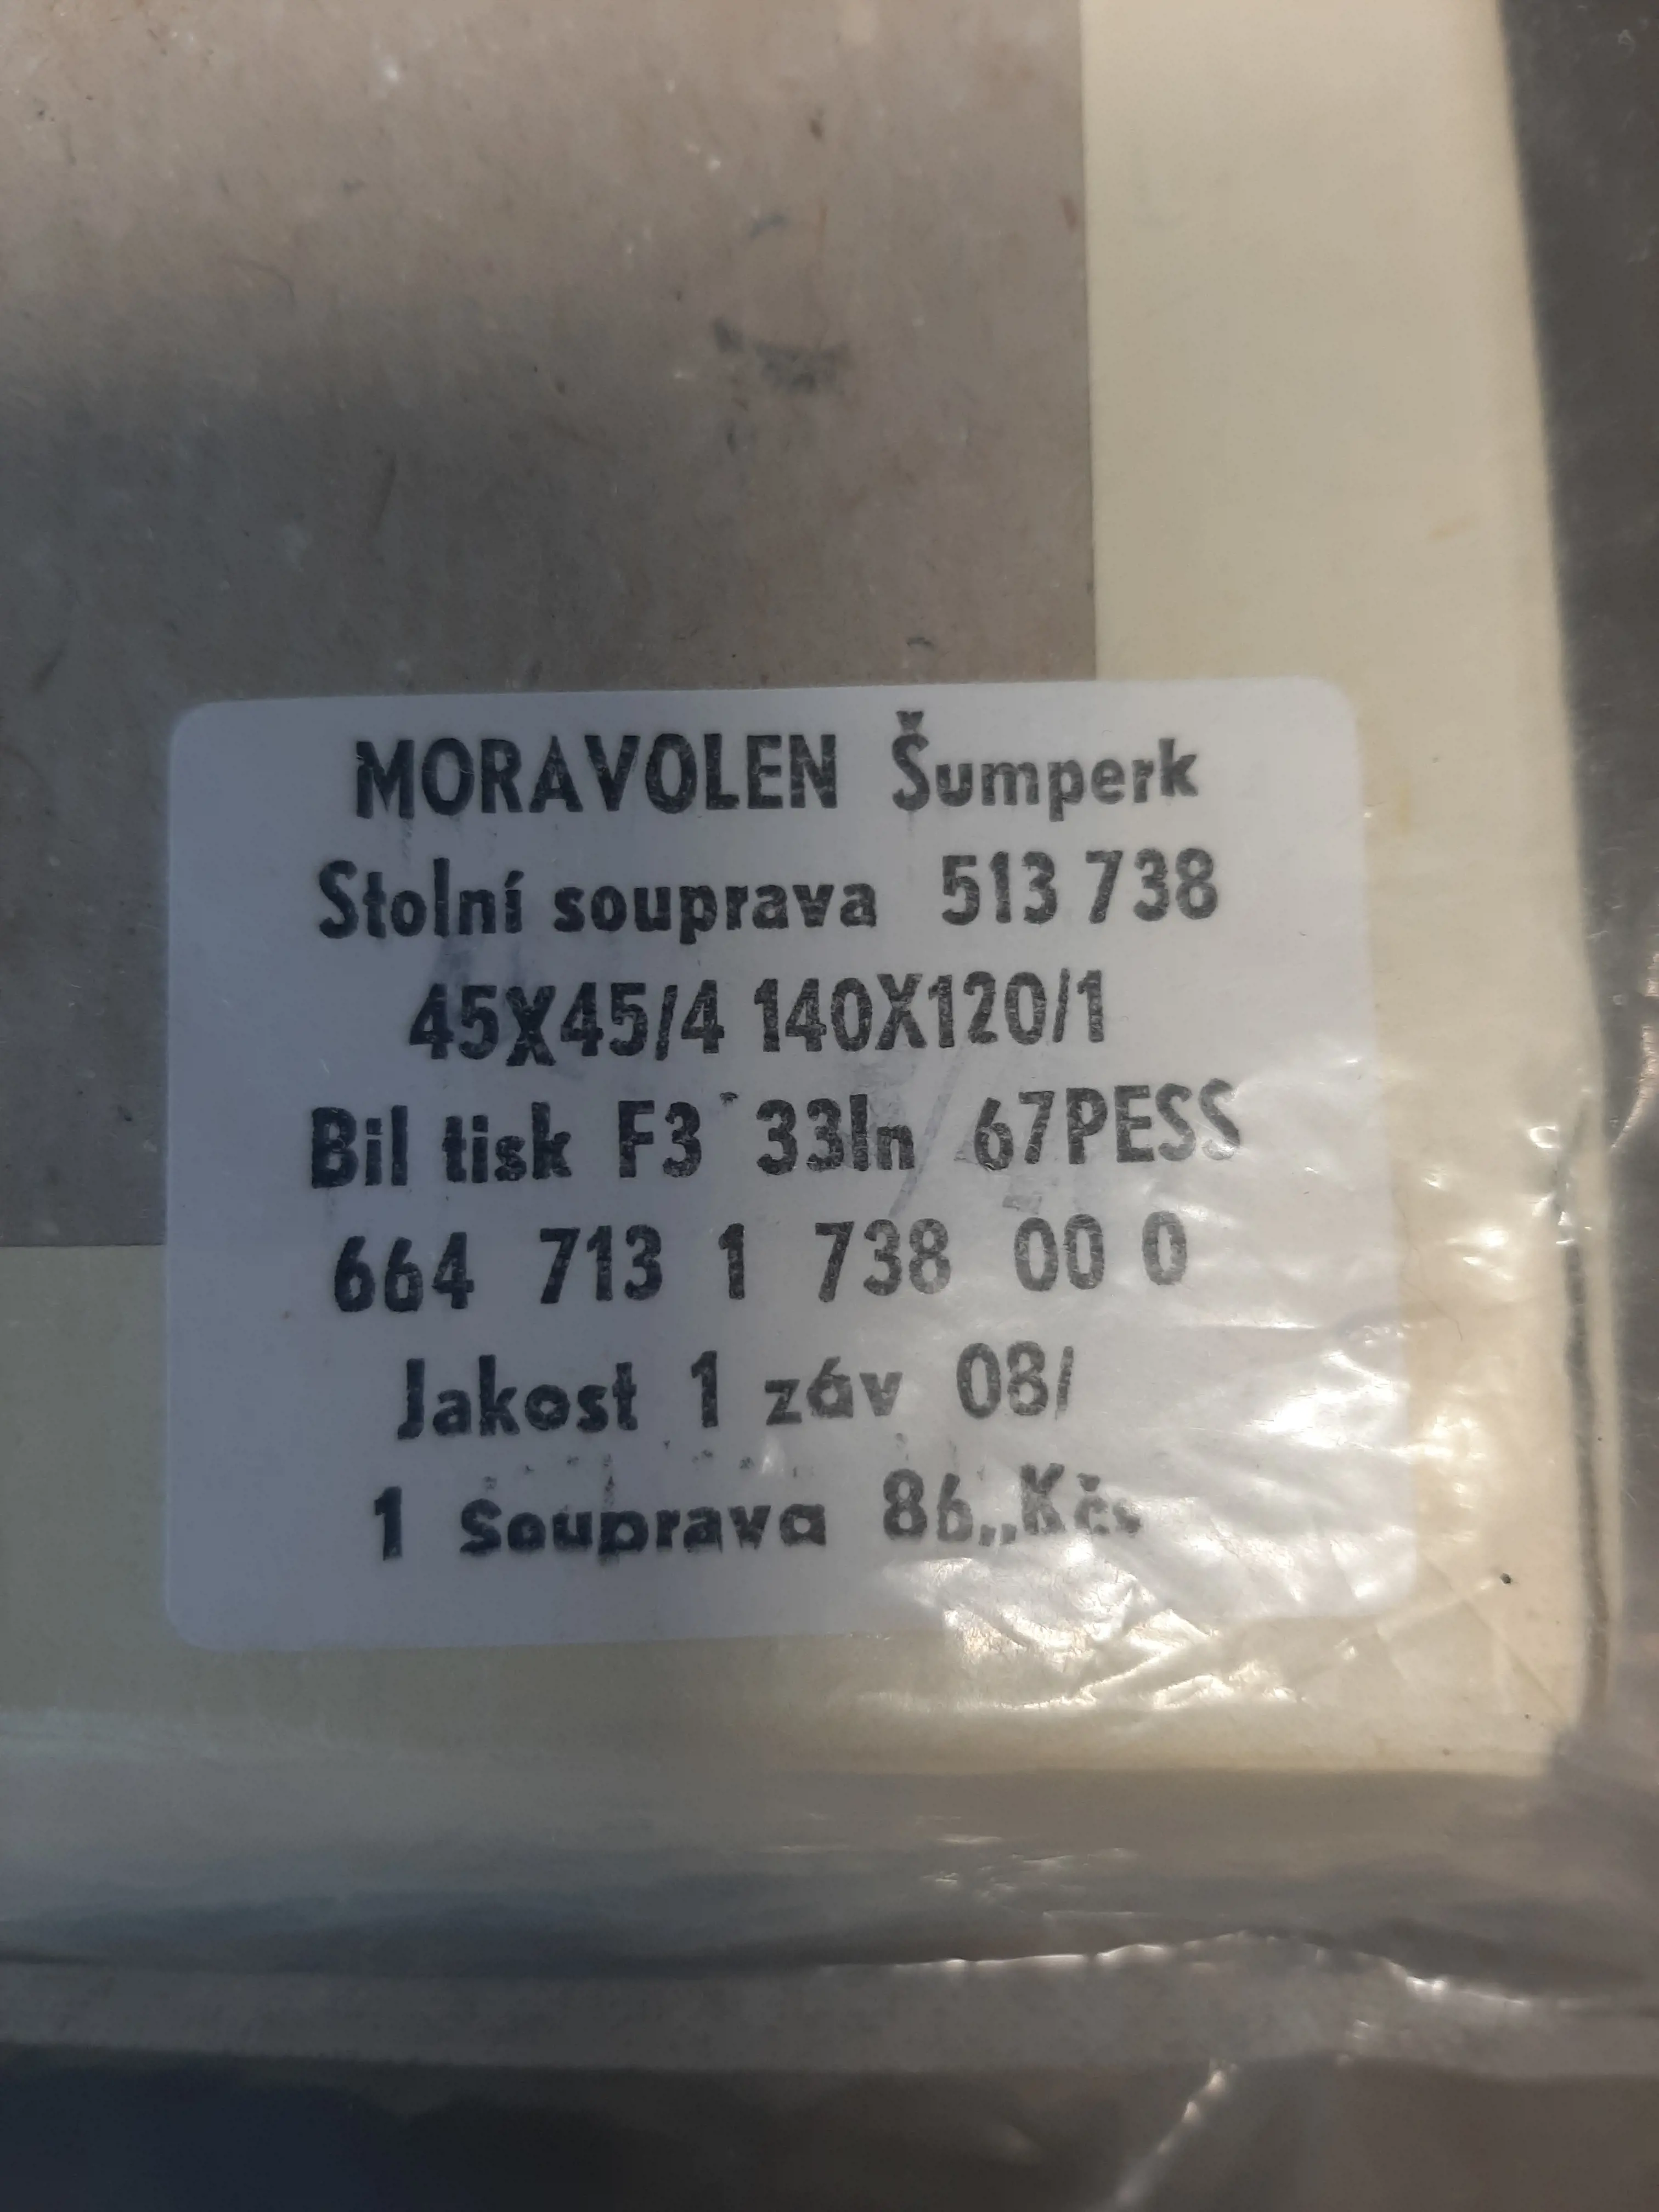 MORAVOLEN Šumperk
Stolní souprava 513 738
45X45/4 140X120/1
Bil tisk F3 33ln 67PESS
664 713 1 738 00 0
Jakost 1 záv 08/
1 Souprava 86,,Kčs